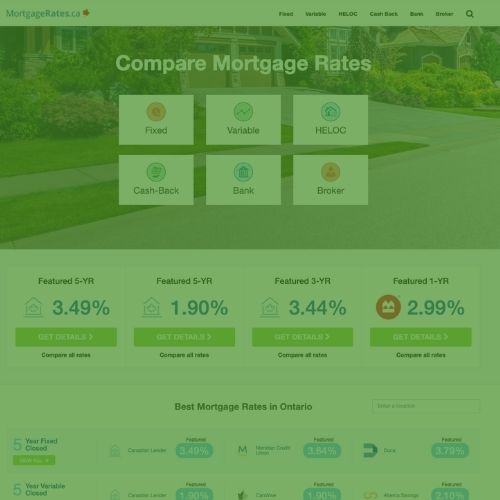 MortgageRates.ca
Fixed Variable HELOC Cash Back Bank Broker
Compare Mortgage Rates
Fixed Variable HELOC
Cash-Back Bank Broker
Featured 5-YR Featured 5-YR Featured 3-YR Featured 1-YR
3.49% 1.90% 3.44% 2.99%
GET DETAILS GET DETAILS GET DETAILS GET DETAILS
Compare all rates Compare all rates Compare all rates Compare all rates
Best Mortgage Rates in Ontario
Enter a location
5 Year Fixed
Closed
Canadian Lender
Featured
3.49%
Meridian Credit
Union
Featured
3.64%
Duca
Featured
3.79%
5 Year Variable
Closed
Canadian Lender
Featured
1.90%
CanWise
Featured
1.90%
Alterna Savings
Featured
2.10%